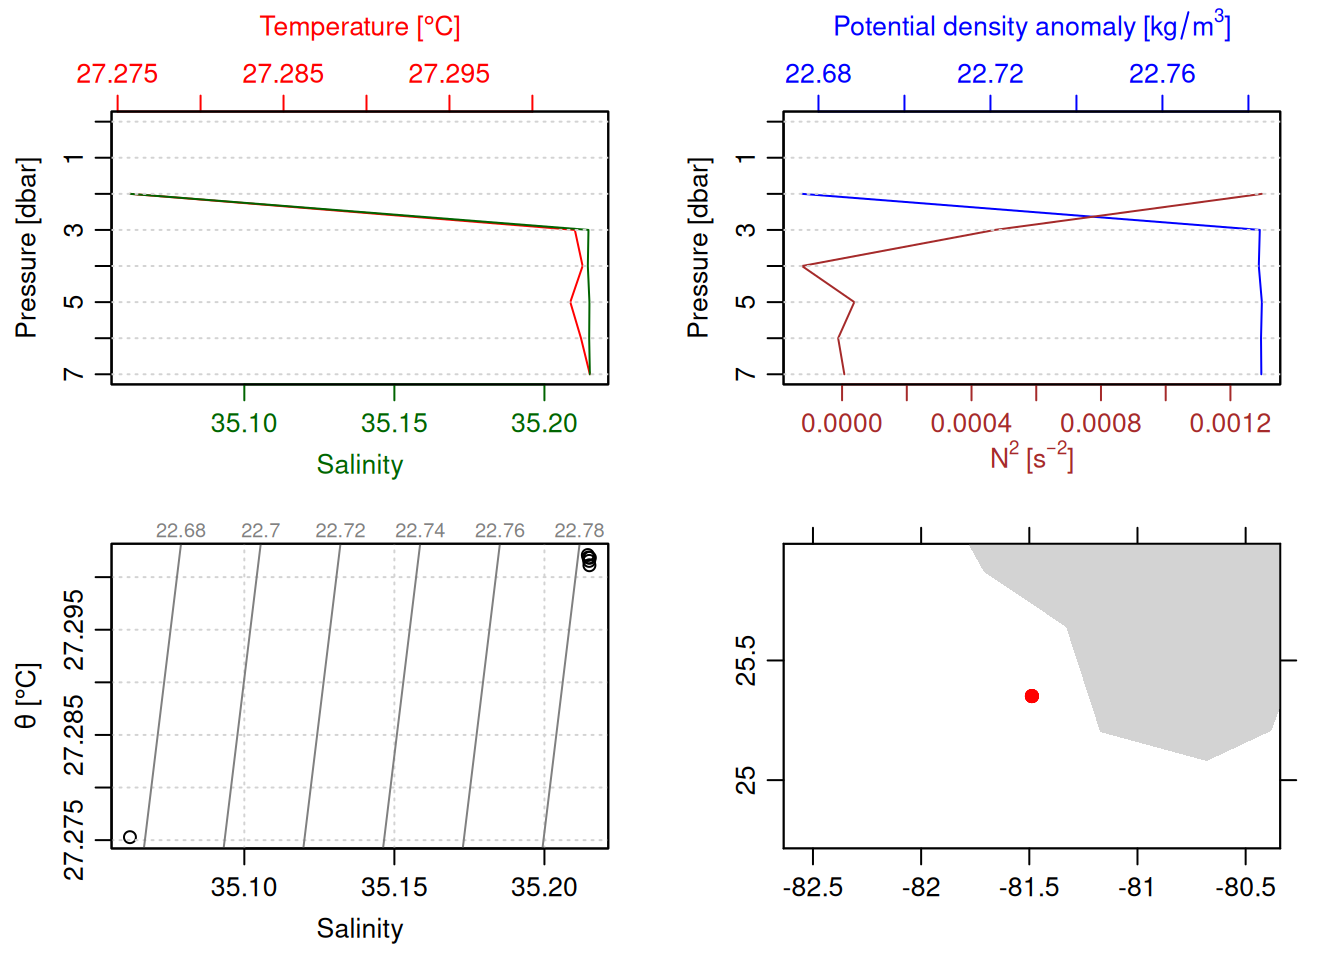 Temperature [°C]
27.275 27.285 27.295
Pressure [dbar]
1
3
5
7
35.10 35.15 35.20
Salinity
Potential density anomaly [kg/m³]
22.68 22.72 22.76
Pressure [dbar]
1
3
5
7
0.0000 0.0004 0.0008 0.0012
N² [s⁻²]
22.68 22.7 22.72 22.74 22.76 22.78
θ [°C]
27.295
27.285
27.275
35.10 35.15 35.20
Salinity
25.5
25
-82.5 -82 -81.5 -81 -80.5